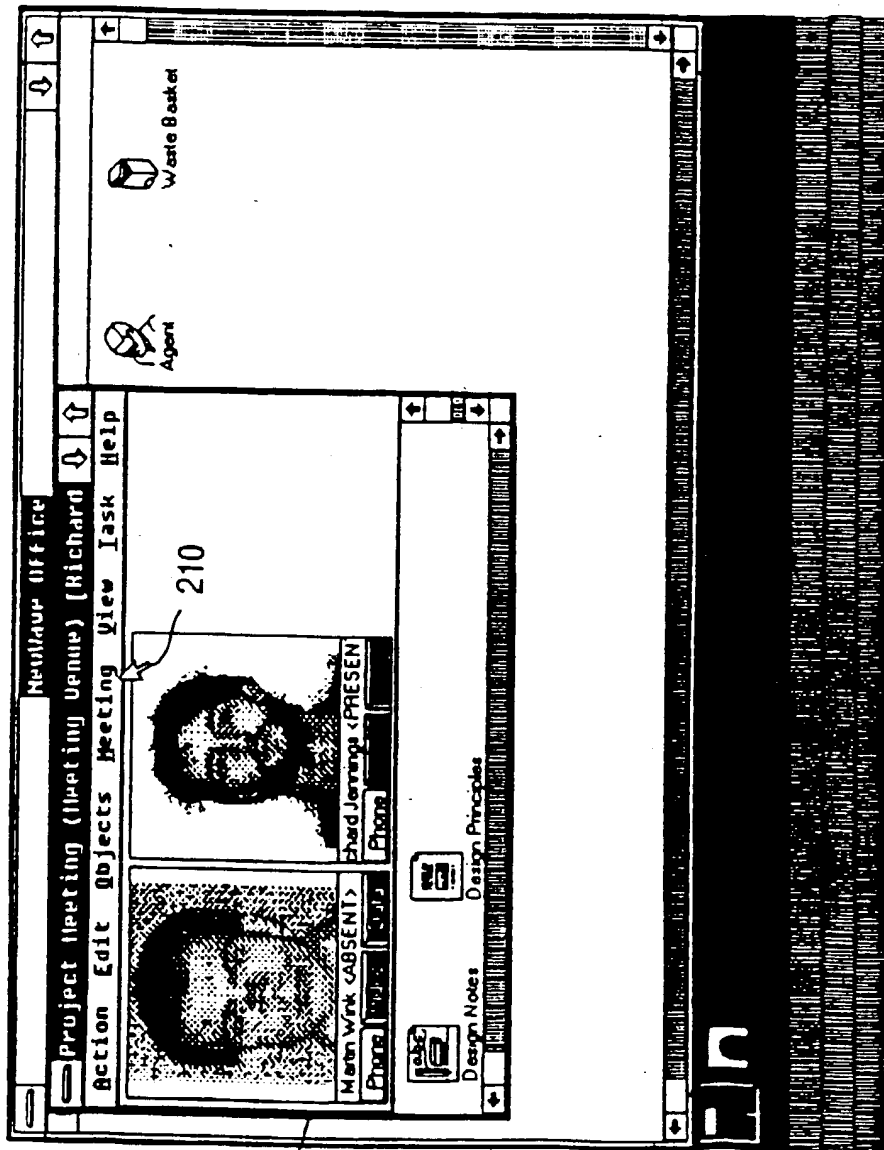 NewWave Office
Project Meeting (Meeting Venue) [Richard
Action Edit Objects Meeting View Task Help
210
Martin Wink <ABSENT>
chard Jennings <PRESEN
Phone
Phone
Design Notes
Design Principles
Agent
Waste Basket